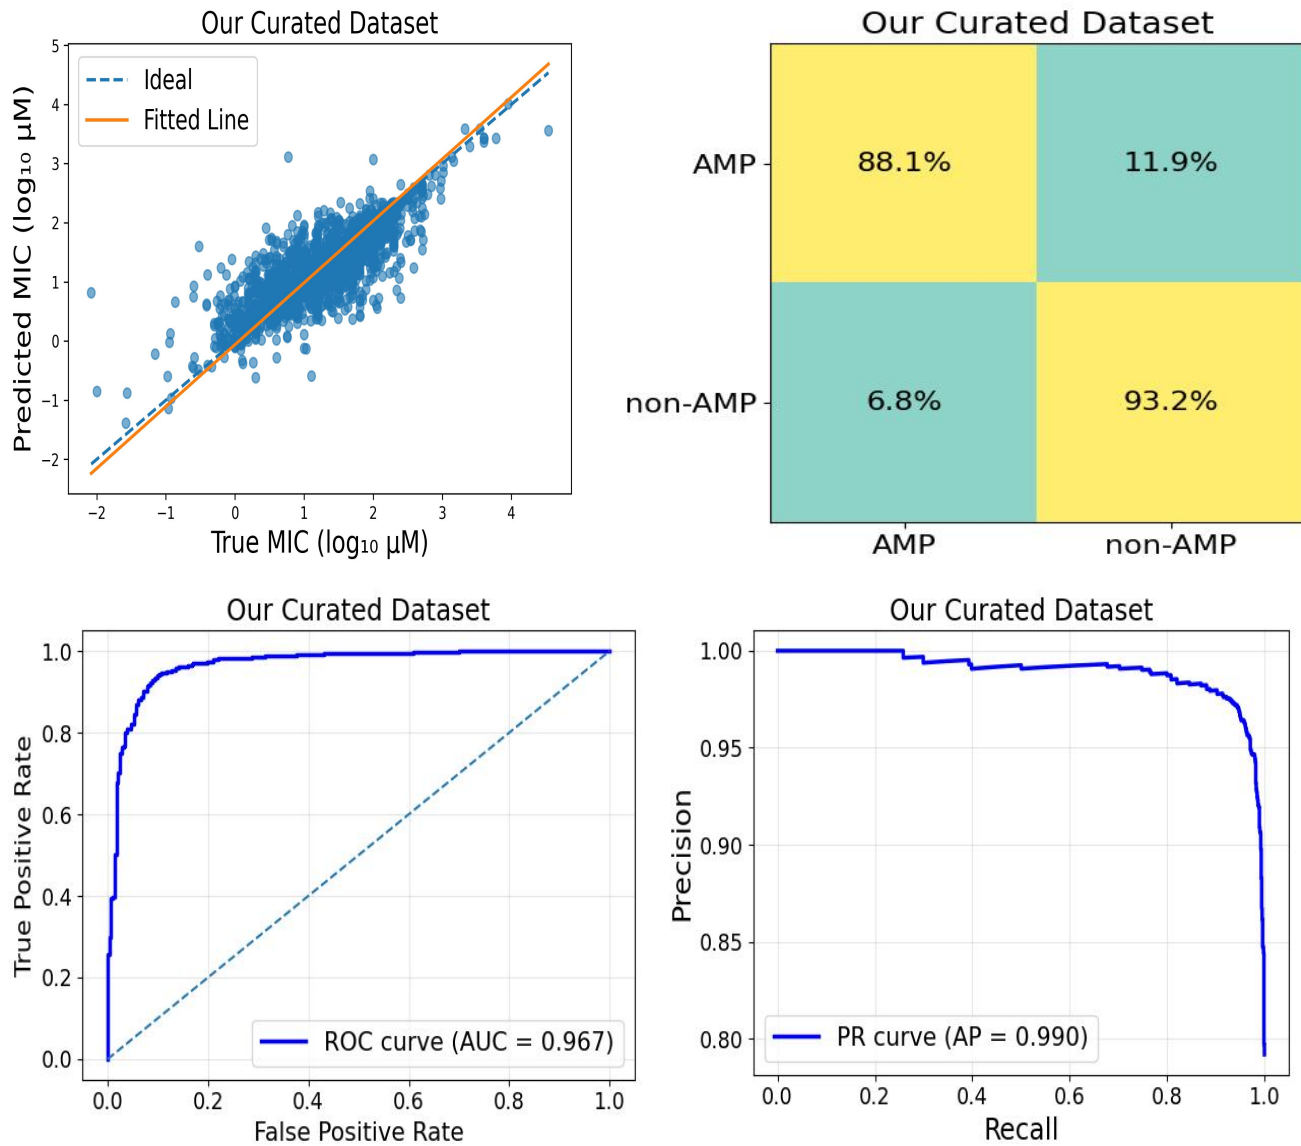 Our Curated Dataset
Ideal
Fitted Line
5
4
3
2
1
0
−1
−2
Predicted MIC (log₁₀ μM)
−2 −1 0 1 2 3 4
True MIC (log₁₀ μM)
Our Curated Dataset
AMP
88.1% 11.9%
non-AMP
6.8% 93.2%
AMP non-AMP
Our Curated Dataset
1.0
0.8
0.6
0.4
0.2
0.0
True Positive Rate
ROC curve (AUC = 0.967)
0.0 0.2 0.4 0.6 0.8 1.0
False Positive Rate
Our Curated Dataset
1.00
0.95
0.90
0.85
0.80
Precision
PR curve (AP = 0.990)
0.0 0.2 0.4 0.6 0.8 1.0
Recall